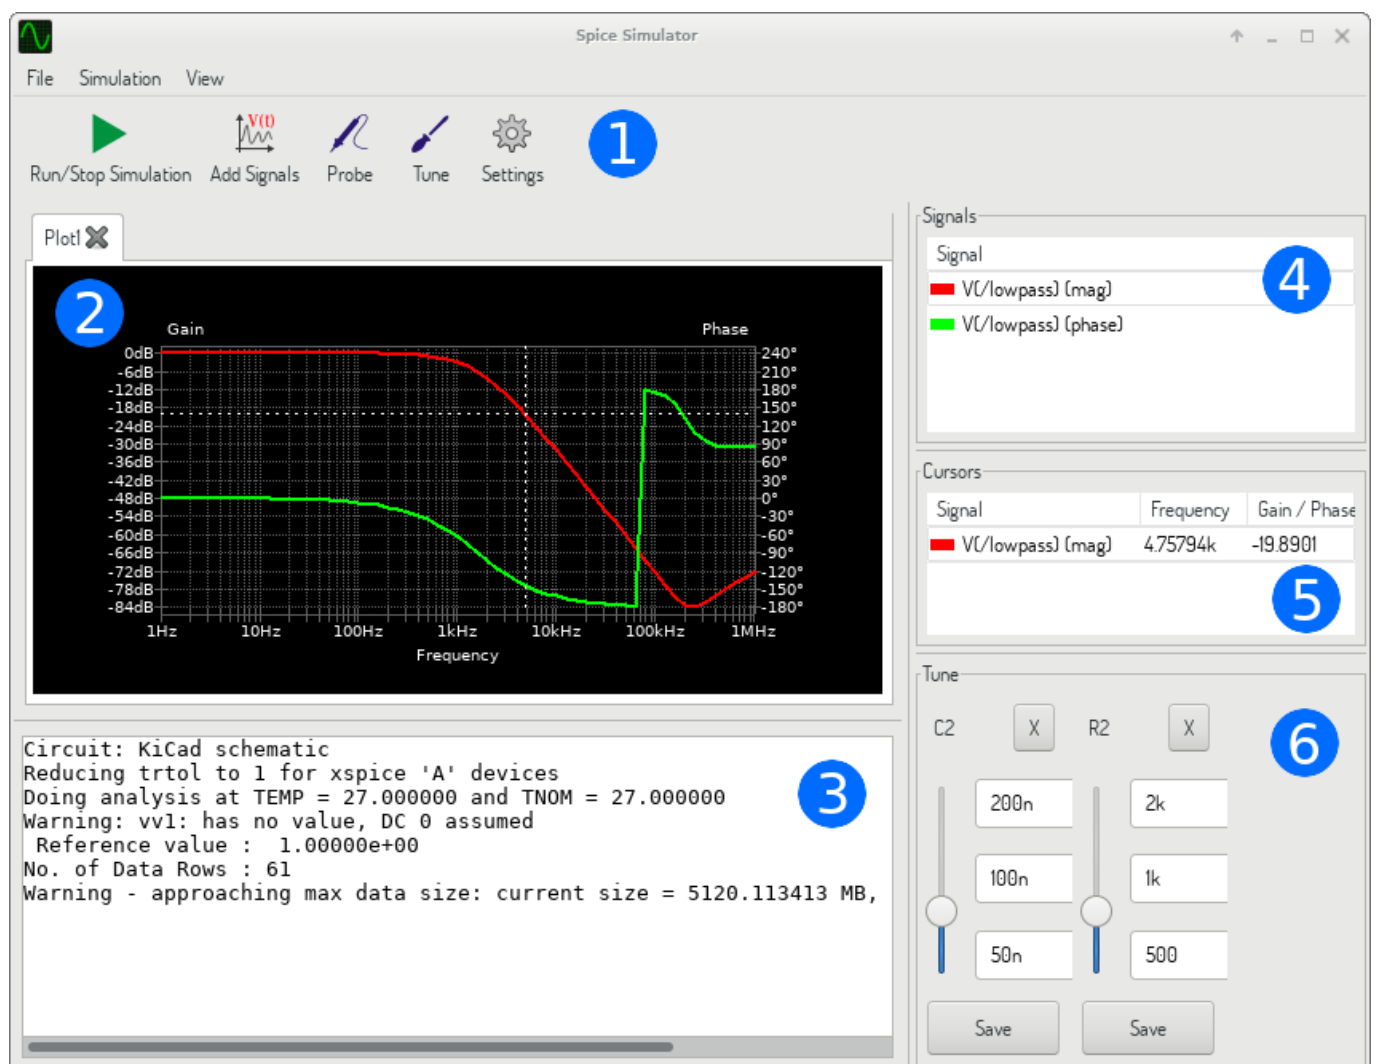 Spice Simulator
File Simulation View
V(t)
Run/Stop Simulation Add Signals Probe Tune Settings
1
Plot1
2
Gain Phase
0dB 240°
-6dB 210°
-12dB 180°
-18dB 150°
-24dB 120°
-30dB 90°
-36dB 60°
-42dB 30°
-48dB 0°
-54dB -30°
-60dB -60°
-66dB -90°
-72dB -120°
-78dB -150°
-84dB -180°
1Hz 10Hz 100Hz 1kHz 10kHz 100kHz 1MHz
Frequency
Circuit: KiCad schematic
Reducing trtol to 1 for xspice 'A' devices
Doing analysis at TEMP = 27.000000 and TNOM = 27.000000
Warning: vv1: has no value, DC 0 assumed
Reference value : 1.00000e+00
No. of Data Rows : 61
Warning - approaching max data size: current size = 5120.113413 MB,
3
Signals
Signal
4
V(/lowpass) (mag)
V(/lowpass) (phase)
Cursors
Signal Frequency Gain / Phase
V(/lowpass) (mag) 4.75794k -19.8901
5
Tune
C2 X R2 X
6
200n 2k
100n 1k
50n 500
Save Save